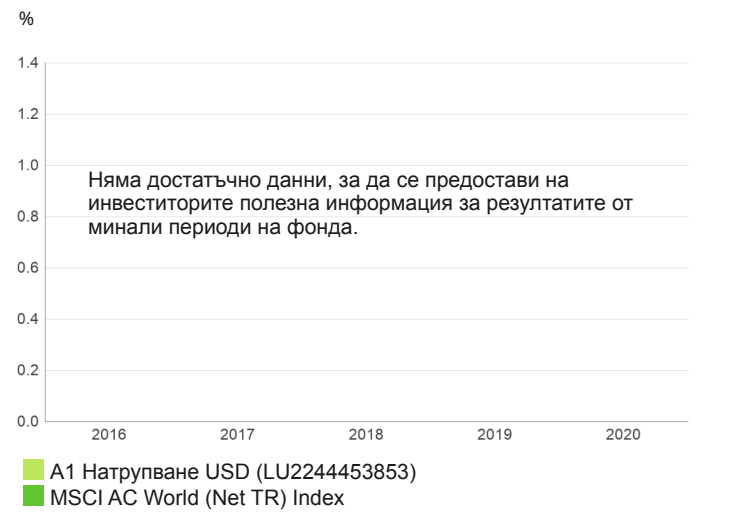 %
1.4
1.2
1.0
Няма достатъчно данни, за да се предостави на
инвеститорите полезна информация за резултатите от
0.8
минали периоди на фонда.
0.6
0.4
0.2
0.0
2016 2017 2018 2019 2020
A1 Натрупване USD (LU2244453853)
MSCI AC World (Net TR) Index